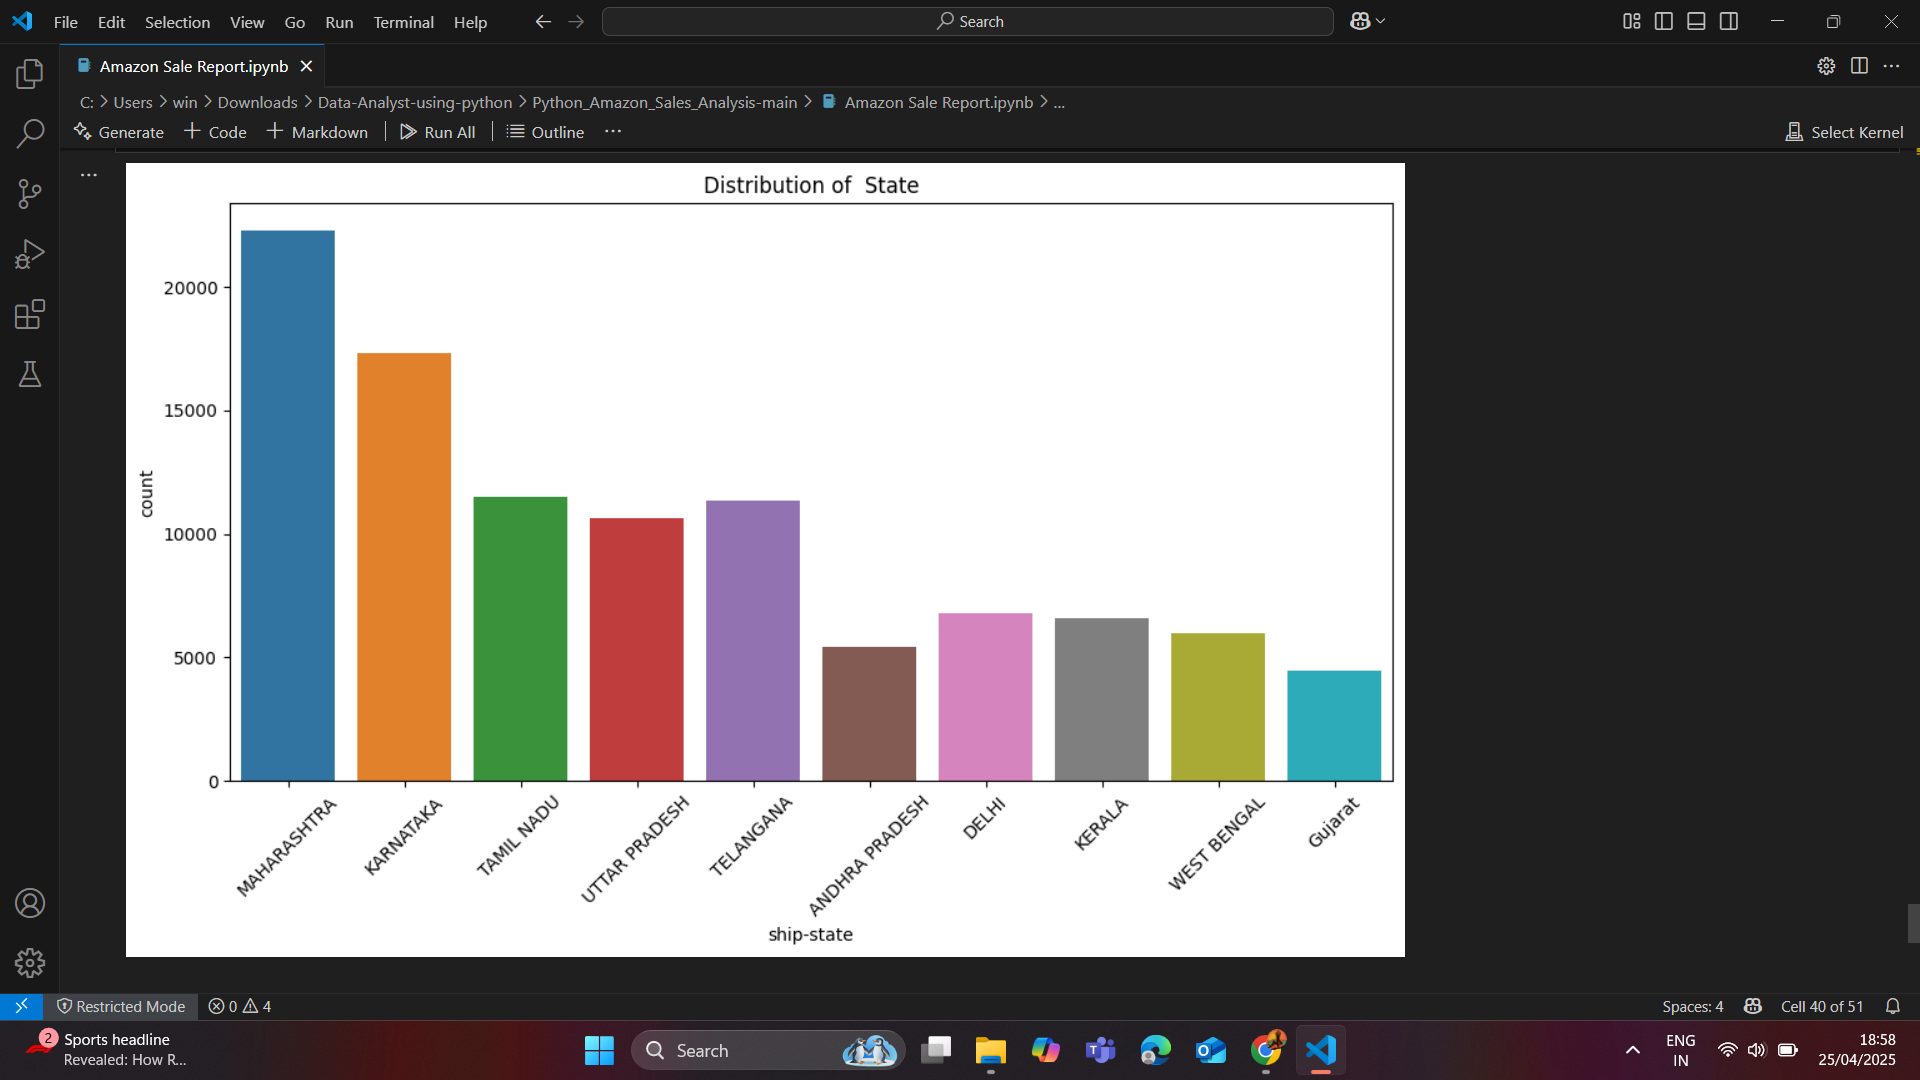 File Edit Selection View Go Run Terminal Help
Search
Amazon Sale Report.ipynb
C: > Users > win > Downloads > Data-Analyst-using-python > Python_Amazon_Sales_Analysis-main > Amazon Sale Report.ipynb > ...
Generate + Code + Markdown Run All Outline ...
Select Kernel
Distribution of  State
20000
15000
10000
5000
0
count
MAHARASHTRA
KARNATAKA
TAMIL NADU
UTTAR PRADESH
TELANGANA
ANDHRA PRADESH
DELHI
KERALA
WEST BENGAL
Gujarat
ship-state
Restricted Mode 0 4
Spaces: 4 Cell 40 of 51
2
Sports headline
Revealed: How R...
Search
ENG
IN
18:58
25/04/2025